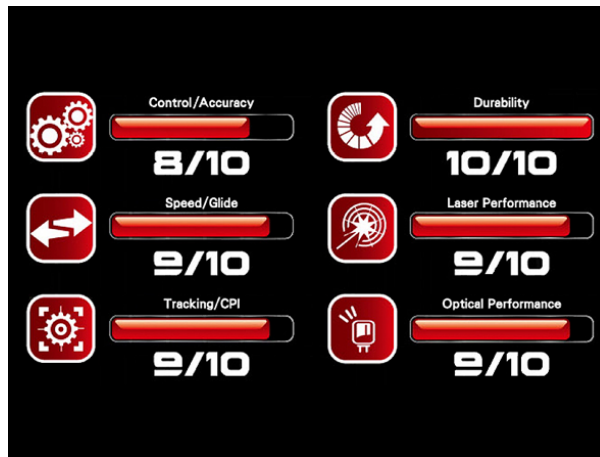 Control/Accuracy
8/10
Speed/Glide
9/10
Tracking/CPI
9/10
Durability
10/10
Laser Performance
9/10
Optical Performance
9/10